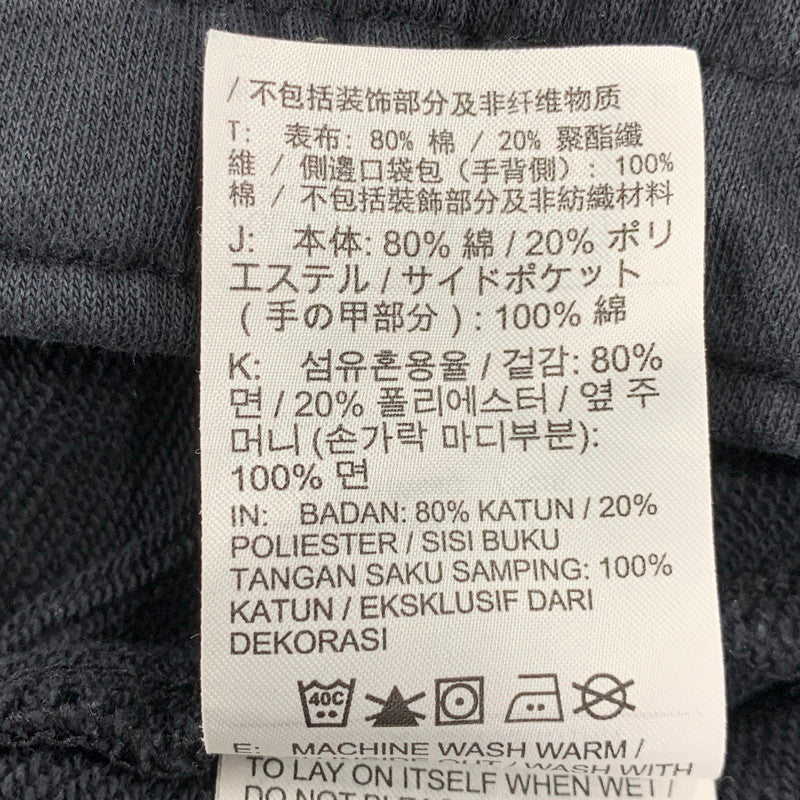 / 不包括装饰部分及非纤维物质
T: 表布: 80% 棉 / 20% 聚酯纖
維 / 側邊口袋包 (手背側) : 100%
棉 / 不包括裝飾部分及非紡織材料
J: 本体: 80% 綿 / 20% ポリ
エステル / サイドポケット
( 手の甲部分 ) : 100% 綿
K: 섬유혼용율 / 겉감: 80%
면 / 20% 폴리에스터 / 옆 주
머니 (손가락 마디부분):
100% 면
IN: BADAN: 80% KATUN / 20%
POLIESTER / SISI BUKU
TANGAN SAKU SAMPING: 100%
KATUN / EKSKLUSIF DARI
DEKORASI
40C
E: MACHINE WASH WARM /
WASH WITH
TO LAY ON ITSELF WHEN WET /
DO NOT